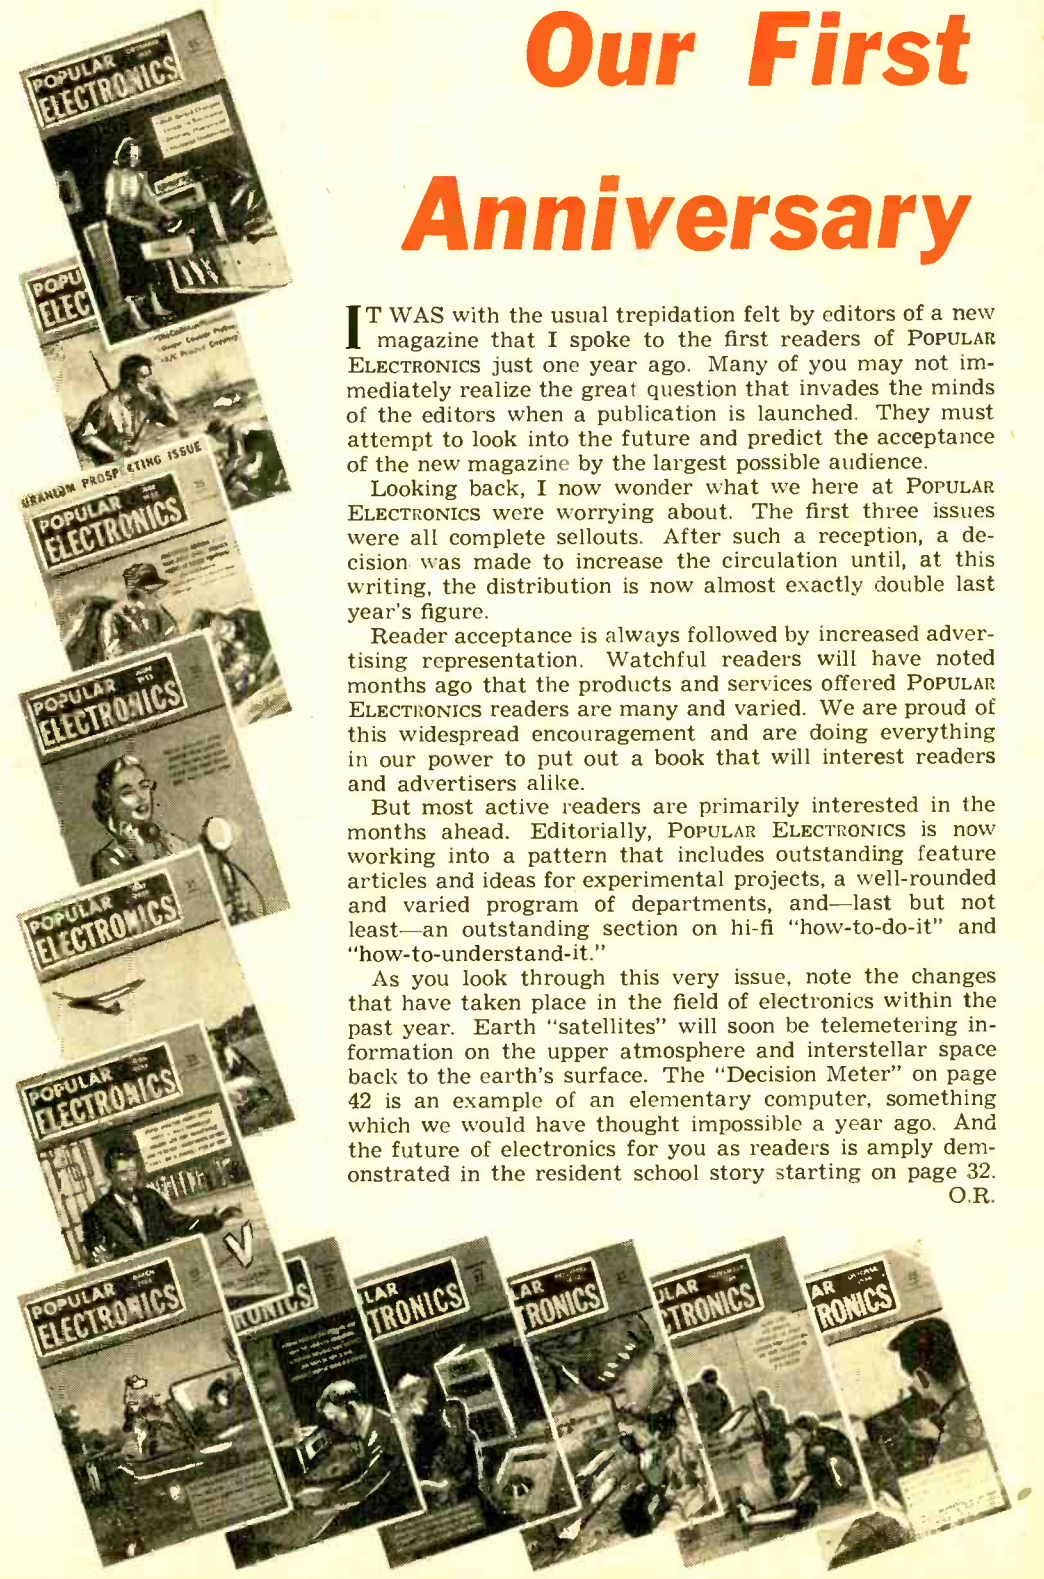 Our First
Anniversary
IT WAS with the usual trepidation felt by editors of a new
magazine that I spoke to the first readers of POPULAR
ELECTRONICS just one year ago. Many of you may not im-
mediately realize the great question that invades the minds
of the editors when a publication is launched. They must
attempt to look into the future and predict the acceptance
of the new magazine by the largest possible audience.
Looking back, I now wonder what we here at POPULAR
ELECTRONICS were worrying about. The first three issues
were all complete sellouts. After such a reception, a de-
cision was made to increase the circulation until, at this
writing, the distribution is now almost exactly double last
year's figure.
Reader acceptance is always followed by increased adver-
tising representation. Watchful readers will have noted
months ago that the products and services offered POPULAR
ELECTRONICS readers are many and varied. We are proud of
this widespread encouragement and are doing everything
in our power to put out a book that will interest readers
and advertisers alike.
But most active readers are primarily interested in the
months ahead. Editorially, POPULAR ELECTRONICS is now
working into a pattern that includes outstanding feature
articles and ideas for experimental projects, a well-rounded
and varied program of departments, and—last but not
least—an outstanding section on hi-fi "how-to-do-it" and
"how-to-understand-it."
As you look through this very issue, note the changes
that have taken place in the field of electronics within the
past year. Earth "satellites" will soon be telemetering in-
formation on the upper atmosphere and interstellar space
back to the earth's surface. The "Decision Meter" on page
42 is an example of an elementary computer, something
which we would have thought impossible a year ago. And
the future of electronics for you as readers is amply dem-
onstrated in the resident school story starting on page 32.
O.R.
POPULAR
ELECTRONICS
POPU
ELEC
URANIUM PROSPECTING ISSUE
POPULAR
ELECTRONICS
POPULAR
ELECTRONICS
POPULAR
ELECTRONICS
POPULAR
ELECTRONICS
POPULAR
ELECTRONICS
MARCH
RONICS
LAR
TRONICS
LAR
TRONICS
ULAR
CTRONICS
AR
RONICS